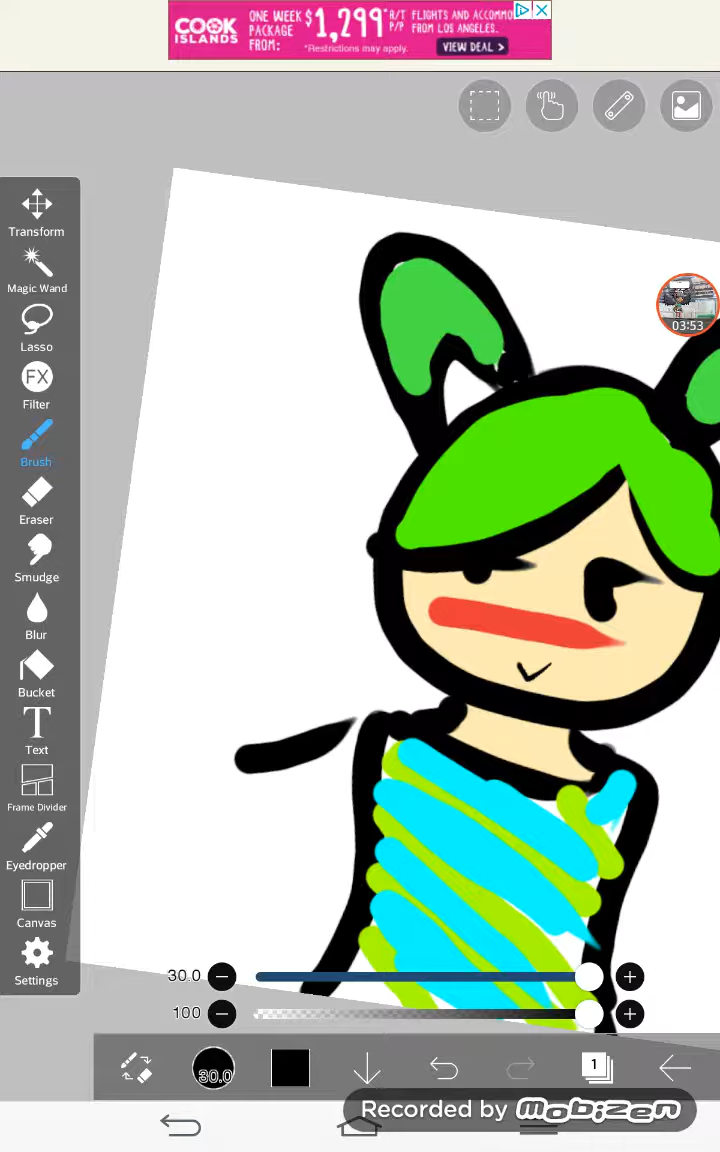 COOK
ISLANDS
ONE WEEK
PACKAGE
FROM:
$1,299*
R/T
P/P
FLIGHTS AND ACCOMMO
FROM LOS ANGELES.
*Restrictions may apply.
VIEW DEAL >
Transform
Magic Wand
03:53
Lasso
FX
Filter
Brush
Eraser
Smudge
Blur
Bucket
T
Text
Frame Divider
Eyedropper
Canvas
Settings
30.0
100
30.0
1
Recorded by mobizen